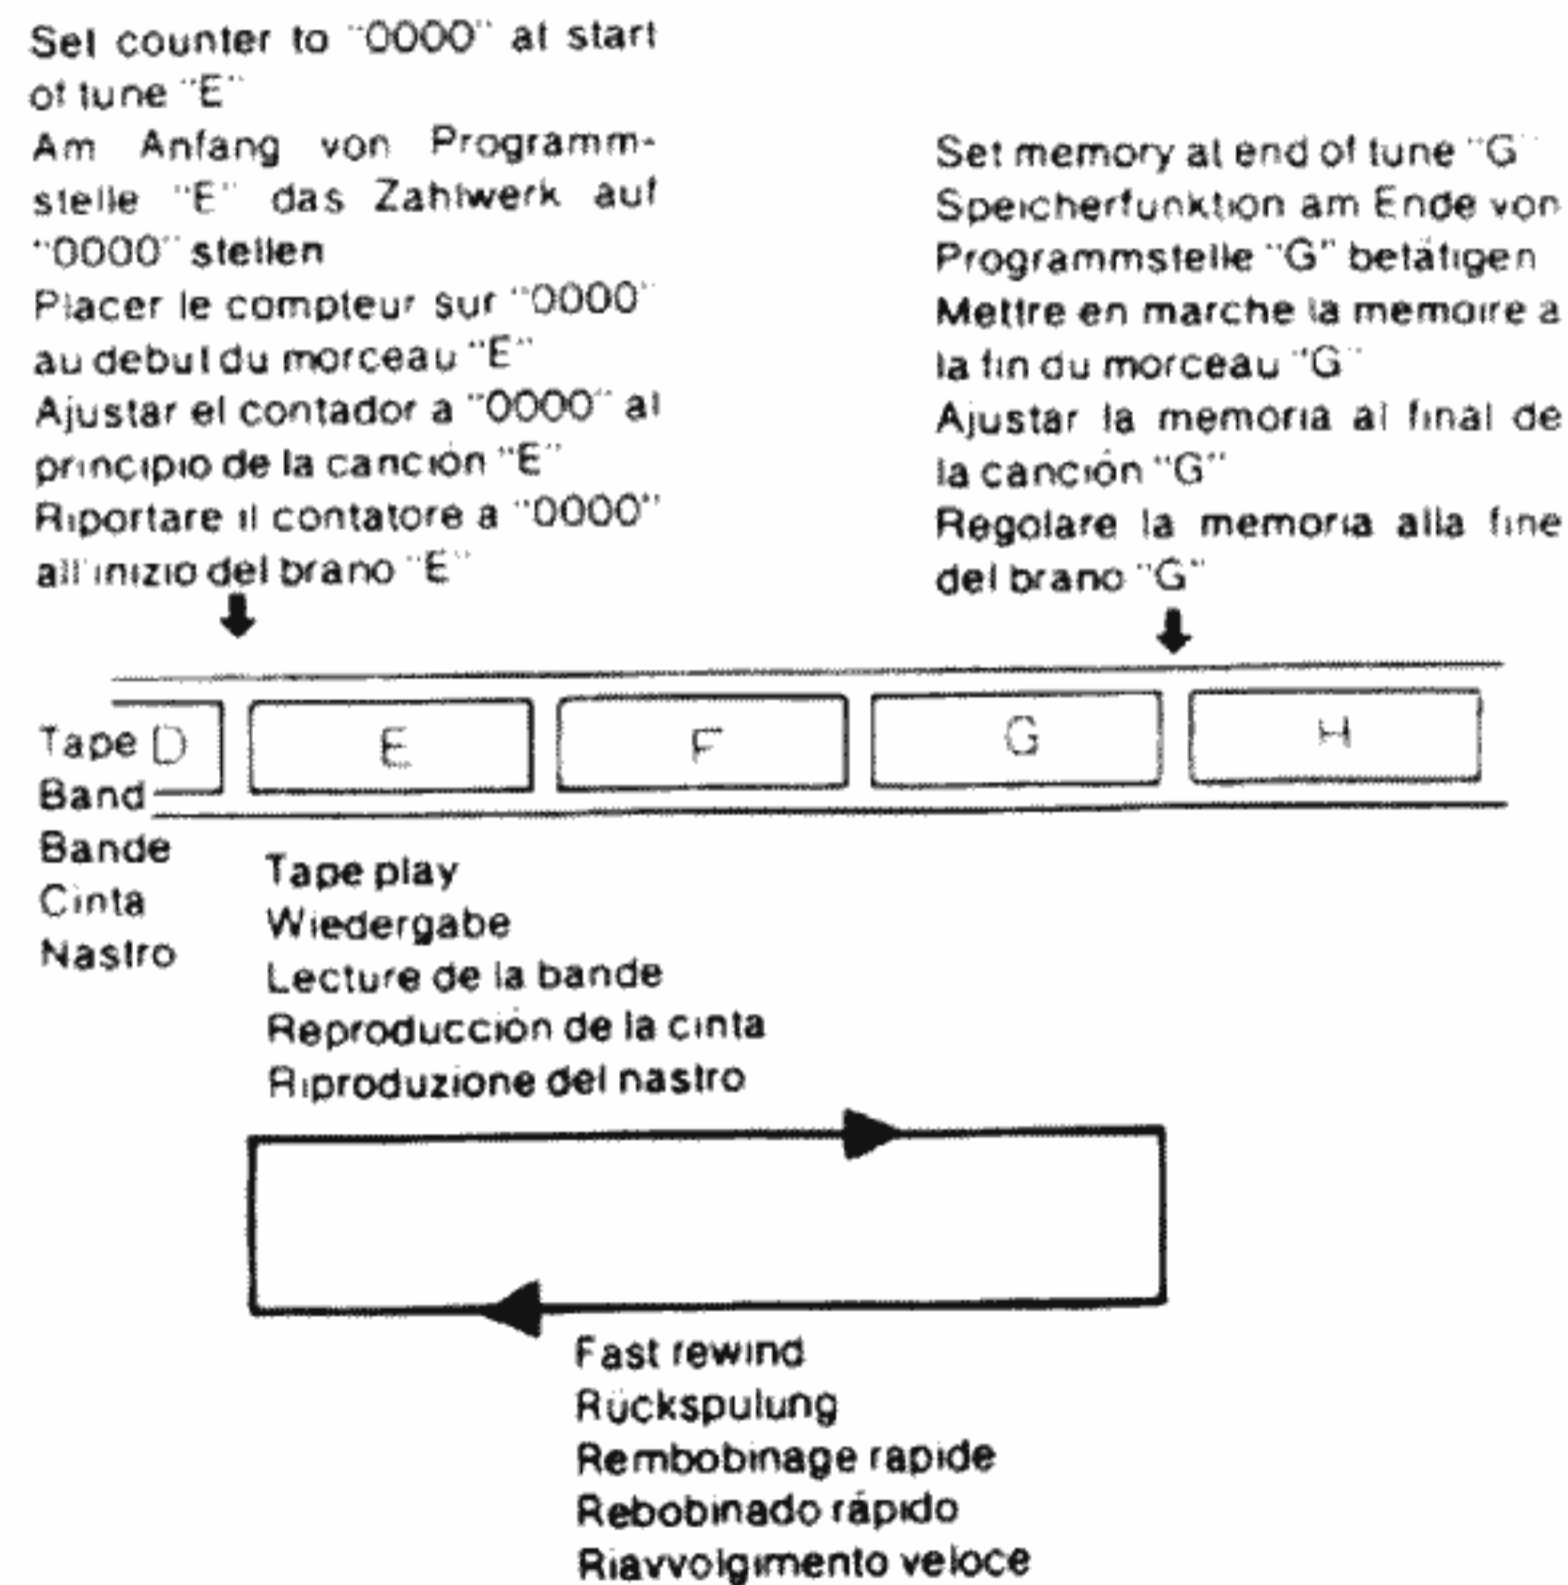 Set counter to "0000" at start
of tune "E"
Am Anfang von Programm-
stelle "E" das Zahlwerk auf
"0000" stellen
Placer le compteur sur "0000"
au debut du morceau "E"
Ajustar el contador a "0000" al
principio de la canción "E"
Riportare il contatore a "0000"
all'inizio del brano "E"
Set memory at end of tune "G"
Speicherfunktion am Ende von
Programmstelle "G" betätigen
Mettre en marche la memoire a
la fin du morceau "G"
Ajustar la memoria al final de
la canción "G"
Regolare la memoria alla fine
del brano "G"
D E F G H
Tape
Band
Bande
Cinta
Nastro
Tape play
Wiedergabe
Lecture de la bande
Reproducción de la cinta
Riproduzione del nastro
Fast rewind
Rückspulung
Rembobinage rapide
Rebobinado rápido
Riavvolgimento veloce